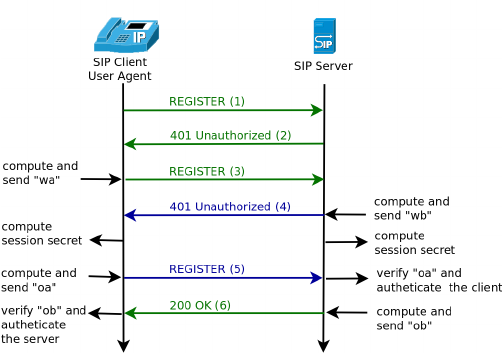 IP
SIP
SIP Client
User Agent
SIP Server
REGISTER (1)
401 Unauthorized (2)
compute and
send "wa"
REGISTER (3)
401 Unauthorized (4)
compute and
send "wb"
compute
session secret
compute
session secret
compute and
send "oa"
REGISTER (5)
verify "oa" and
autheticate the client
verify "ob" and
autheticate
the server
200 OK (6)
compute and
send "ob"